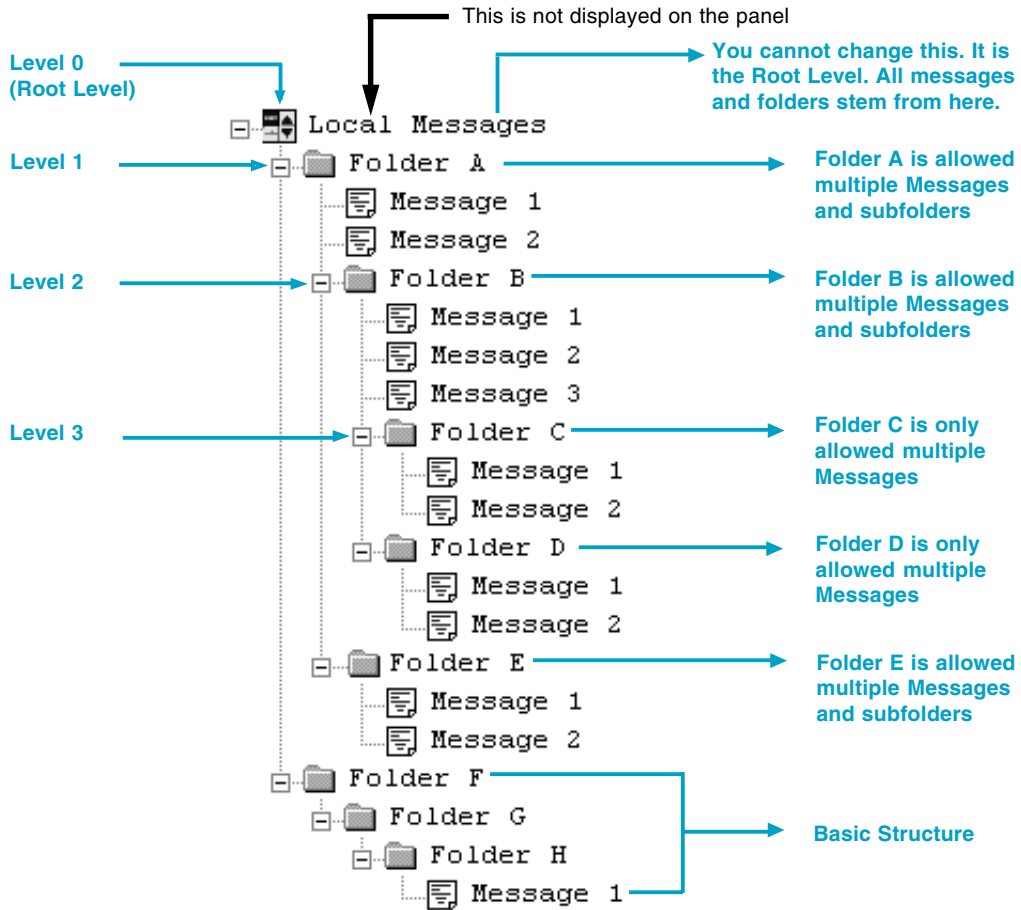 This is not displayed on the panel
Level 0
(Root Level)
You cannot change this. It is
the Root Level. All messages
and folders stem from here.
Local Messages
Level 1
Folder A
Folder A is allowed
multiple Messages
and subfolders
Message 1
Message 2
Level 2
Folder B
Folder B is allowed
multiple Messages
and subfolders
Message 1
Message 2
Message 3
Level 3
Folder C
Folder C is only
allowed multiple
Messages
Message 1
Message 2
Folder D
Folder D is only
allowed multiple
Messages
Message 1
Message 2
Folder E
Folder E is allowed
multiple Messages
and subfolders
Message 1
Message 2
Folder F
Folder G
Basic Structure
Folder H
Message 1